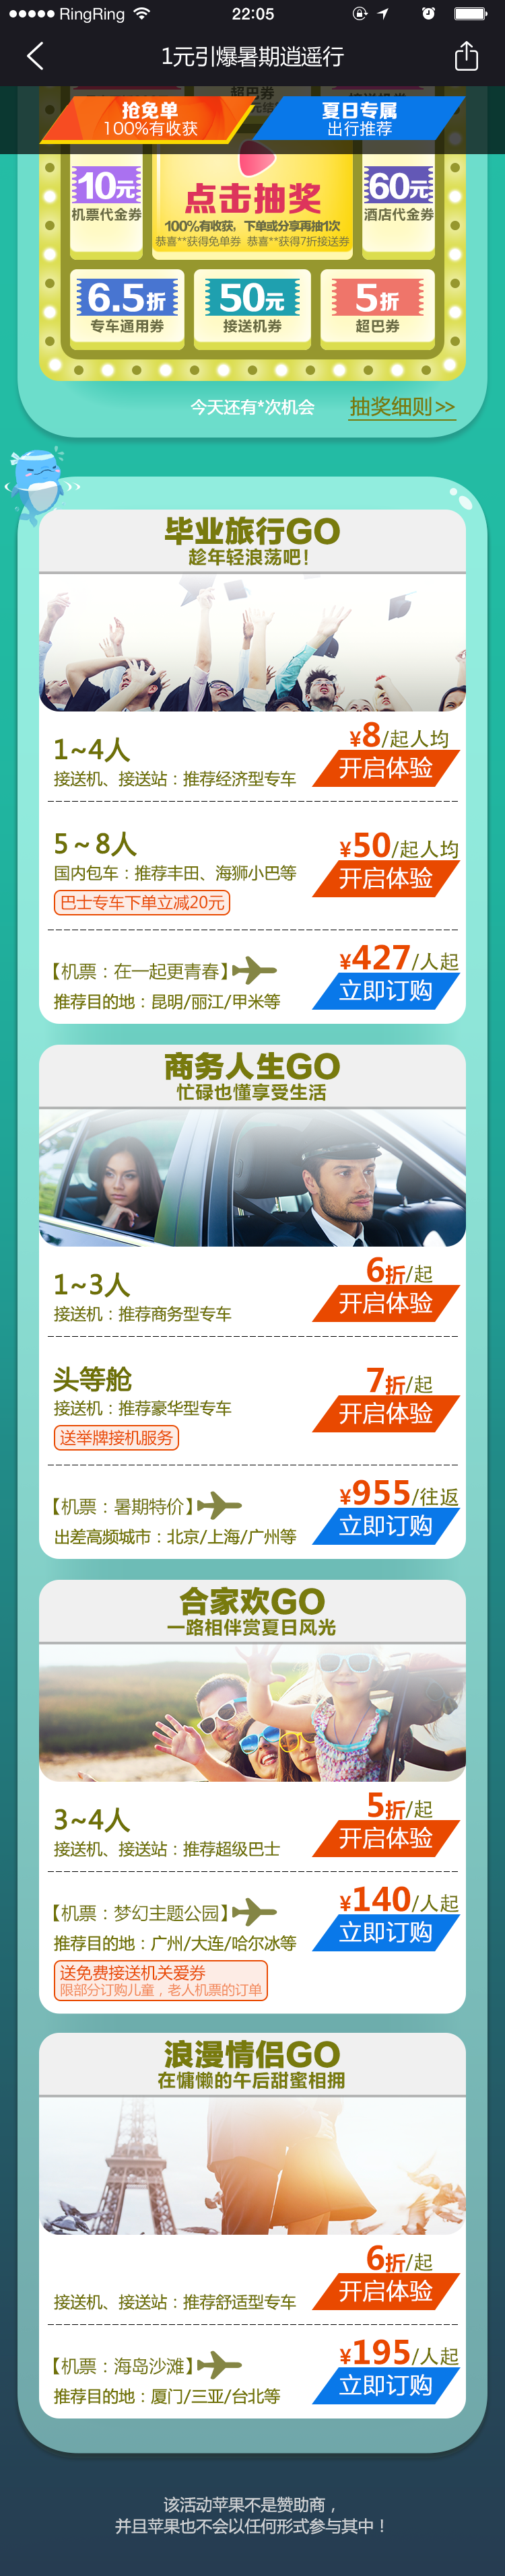 RingRing 22:05
1元引爆暑期逍遥行
抢免单
100%有收获
夏日专属
出行推荐
10元
机票代金券
点击抽奖
100%有收获，下单或分享再抽1次
恭喜**获得免单券 恭喜**获得7折接送券
60元
酒店代金券
6.5折
专车通用券
50元
接送机券
5折
超巴券
今天还有*次机会
抽奖细则>>
毕业旅行GO
趁年轻浪荡吧！
1~4人
接送机、接送站：推荐经济型专车
¥8/起人均
开启体验
5~8人
国内包车：推荐丰田、海狮小巴等
巴士专车下单立减20元
¥50/起人均
开启体验
【机票：在一起更青春】
推荐目的地：昆明/丽江/甲米等
¥427/人起
立即订购
商务人生GO
忙碌也懂享受生活
1~3人
接送机：推荐商务型专车
6折/起
开启体验
头等舱
接送机：推荐豪华型专车
送举牌接机服务
7折/起
开启体验
【机票：暑期特价】
出差高频城市：北京/上海/广州等
¥955/往返
立即订购
合家欢GO
一路相伴赏夏日风光
3~4人
接送机、接送站：推荐超级巴士
5折/起
开启体验
【机票：梦幻主题公园】
推荐目的地：广州/大连/哈尔冰等
送免费接送机关爱券
限部分订购儿童，老人机票的订单
¥140/人起
立即订购
浪漫情侣GO
在慵懒的午后甜蜜相拥
接送机、接送站：推荐舒适型专车
6折/起
开启体验
【机票：海岛沙滩】
推荐目的地：厦门/三亚/台北等
¥195/人起
立即订购
该活动苹果不是赞助商，
并且苹果也不会以任何形式参与其中！